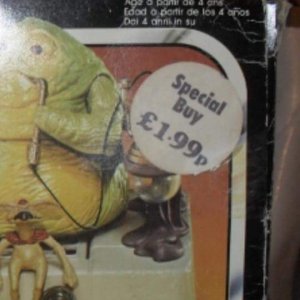 Age à partir de 4 ans
Edad a partir de los 4 años
Dai 4 anni in su
Special
Buy
£1.99p